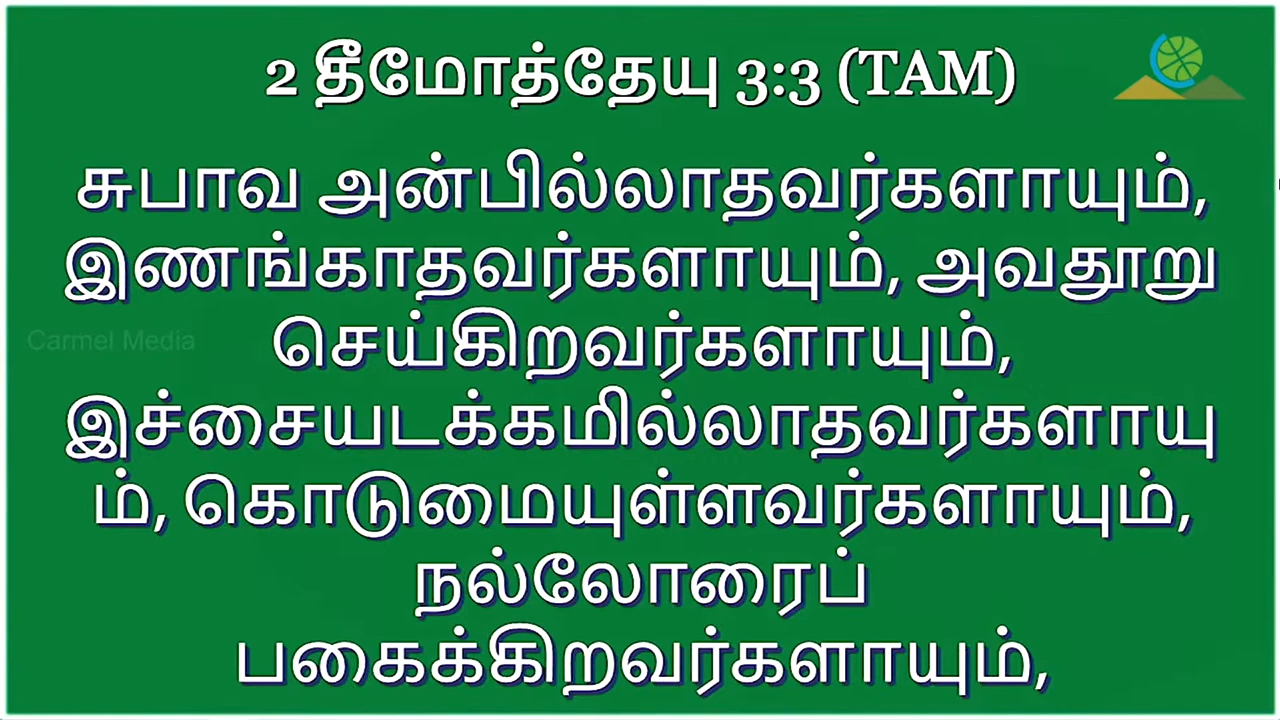 2 தீமோத்தேயு 3:3 (TAM)
சுபாவ அன்பில்லாதவர்களாயும்,
இணங்காதவர்களாயும், அவதூறு
Carmel Media
செய்கிறவர்களாயும்,
இச்சையடக்கமில்லாதவர்களாயு
ம், கொடுமையுள்ளவர்களாயும்,
நல்லோரைப்
பகைக்கிறவர்களாயும்,